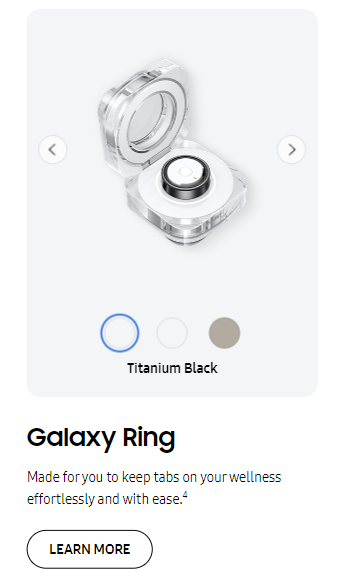 Titanium Black
Galaxy Ring
Made for you to keep tabs on your wellness
effortlessly and with ease.⁴
LEARN MORE